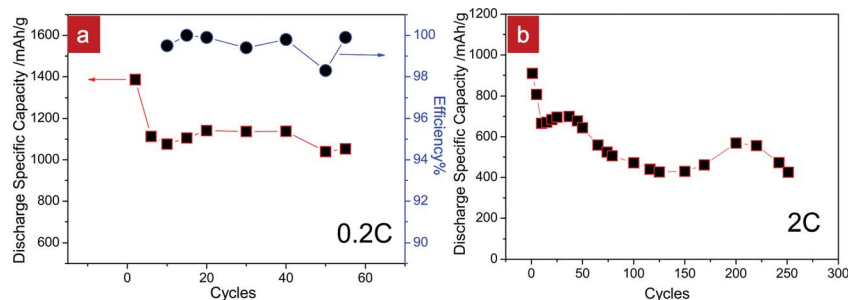 a
Discharge Specific Capacity /mAh/g
1600
1400
1200
1000
800
600
0 20 40 60
Cycles
100
98
96
94
92
90
Efficiency%
0.2C
b
Discharge Specific Capacity /mAh/g
1200
1000
800
600
400
200
0
0 50 100 150 200 250 300
Cycles
2C